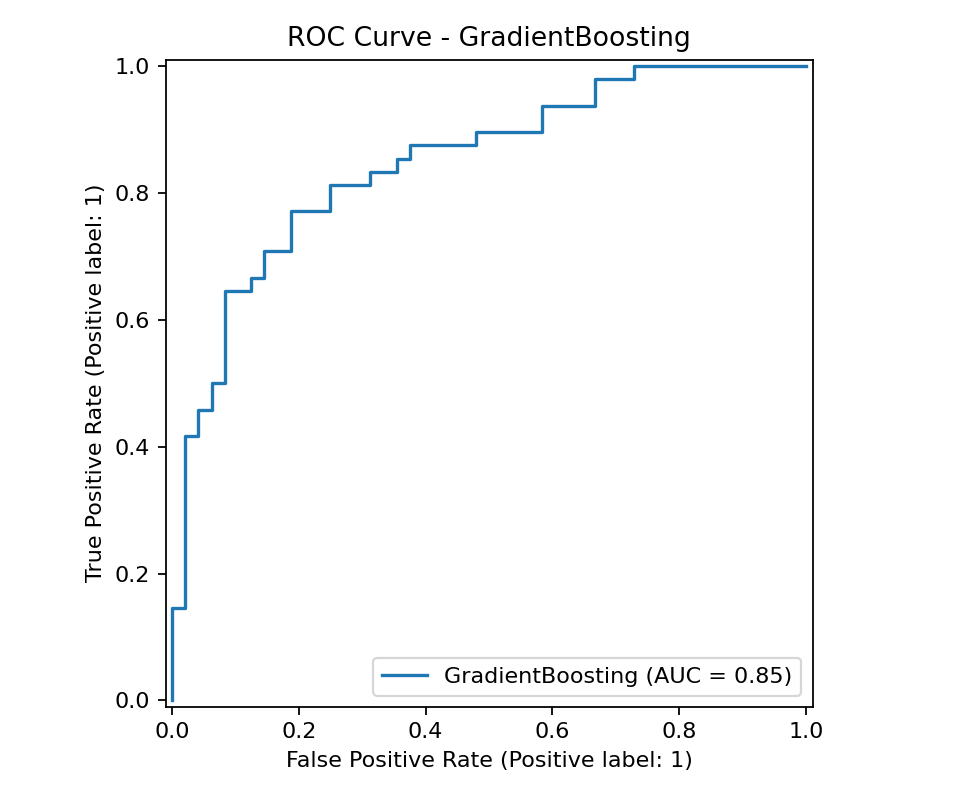 ROC Curve - GradientBoosting
1.0
0.8
0.6
0.4
0.2
0.0
True Positive Rate (Positive label: 1)
GradientBoosting (AUC = 0.85)
0.0 0.2 0.4 0.6 0.8 1.0
False Positive Rate (Positive label: 1)